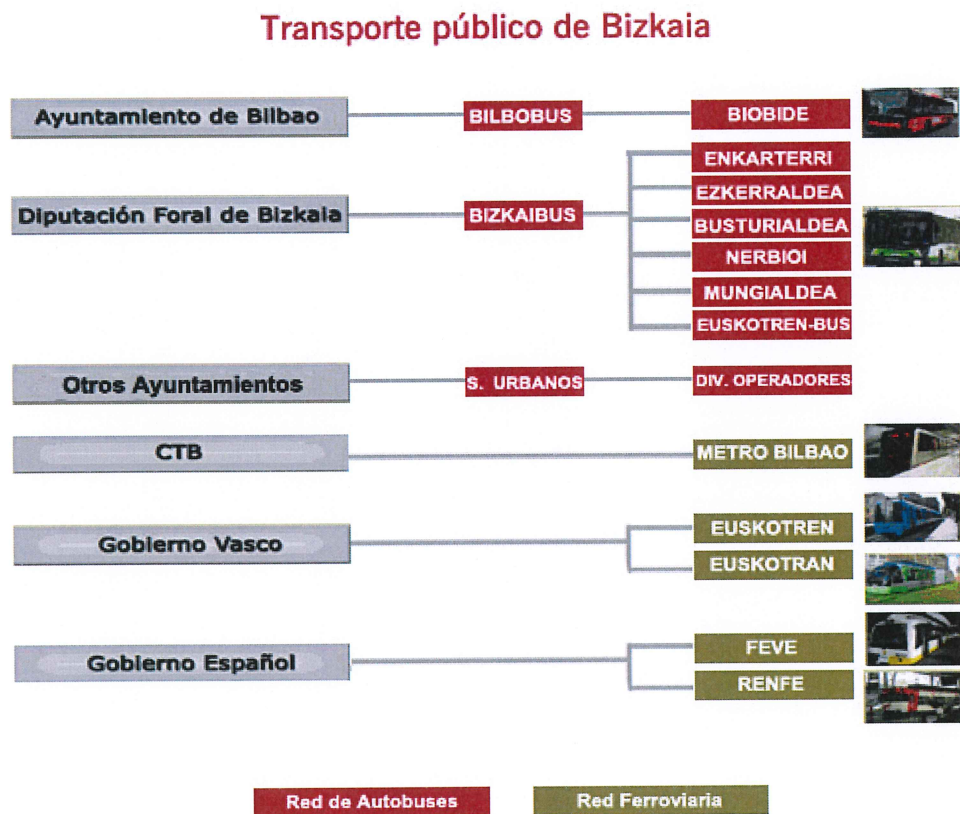 Transporte público de Bizkaia
Ayuntamiento de Bilbao
BILBOBUS
BIOBIDE
Diputación Foral de Bizkaia
BIZKAIBUS
ENKARTERRI
EZKERRALDEA
BUSTURIALDEA
NERBIOI
MUNGIALDEA
EUSKOTREN-BUS
Otros Ayuntamientos
S. URBANOS
DIV. OPERADORES
CTB
METRO BILBAO
Gobierno Vasco
EUSKOTREN
EUSKOTRAN
Gobierno Español
FEVE
RENFE
Red de Autobuses
Red Ferroviaria